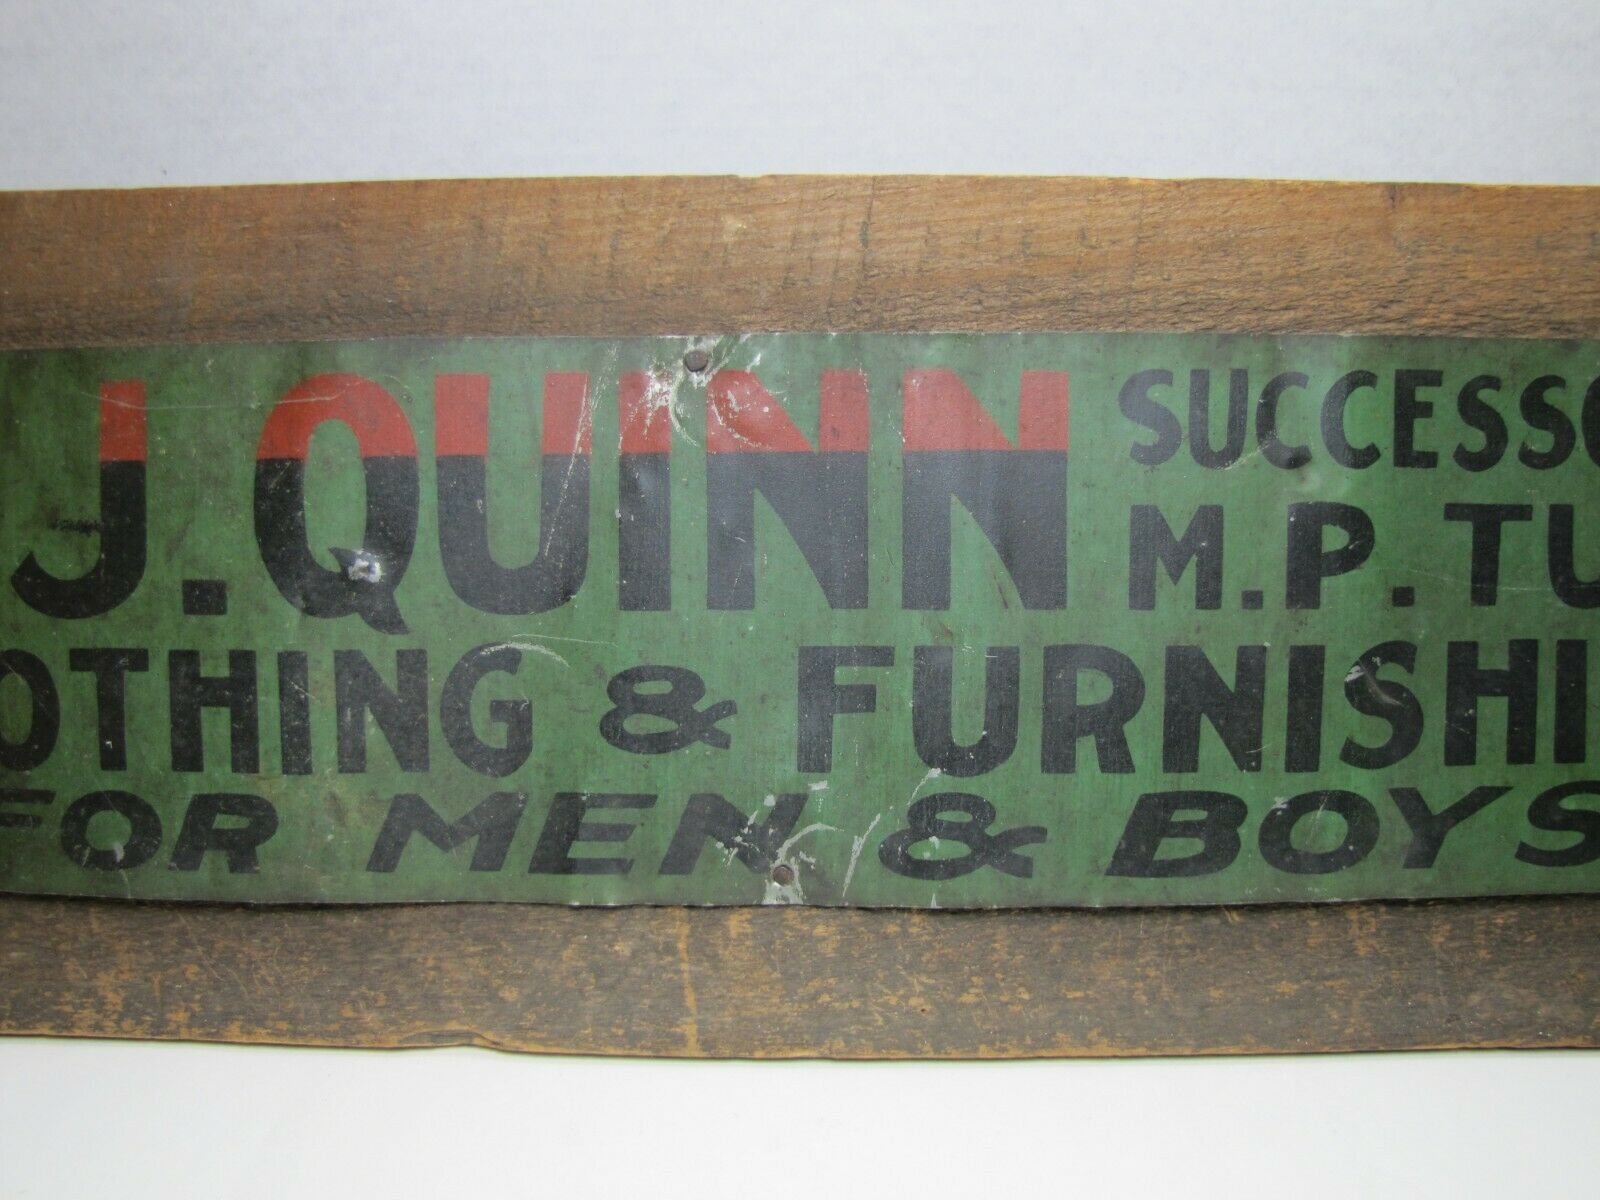 J. QUINN SUCCESSO
M.P. TU
OTHING & FURNISHI
FOR MEN & BOYS